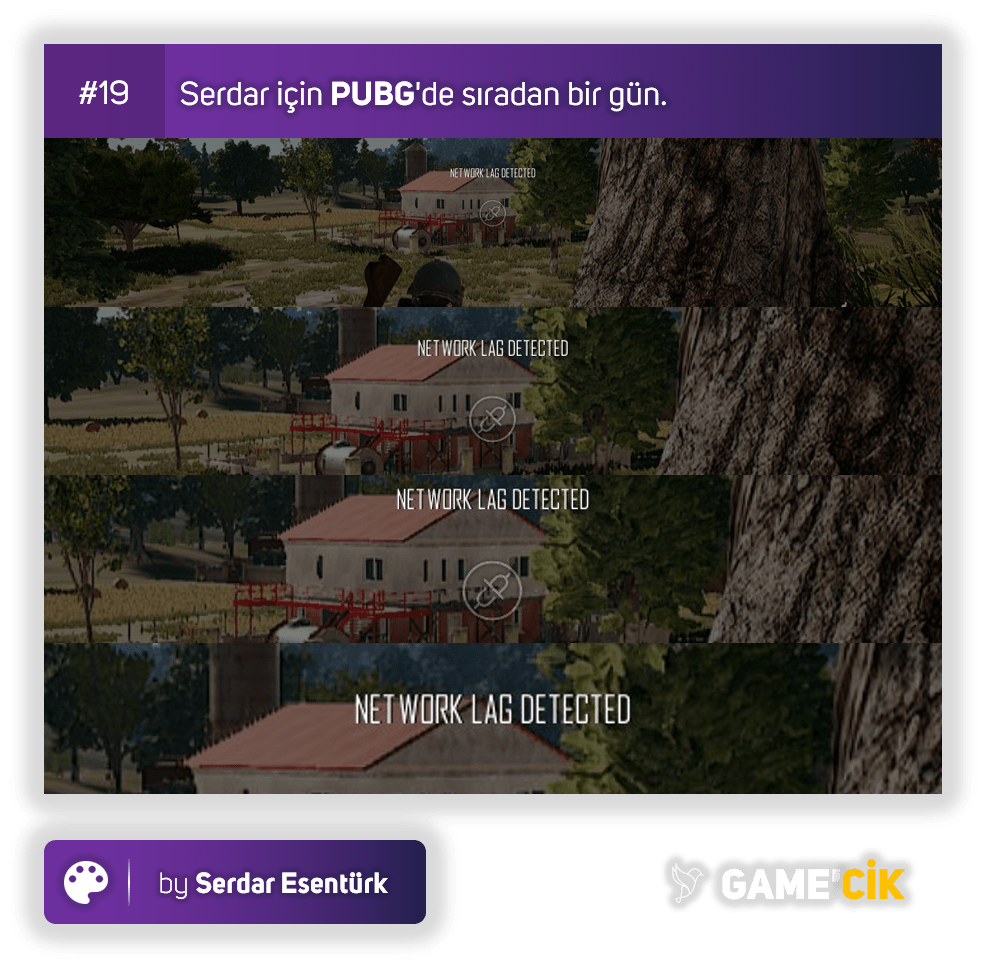 #19
Serdar için PUBG'de sıradan bir gün.
NETWORK LAG DETECTED
NETWORK LAG DETECTED
NETWORK LAG DETECTED
NETWORK LAG DETECTED
by Serdar Esentürk
GAME'CİK